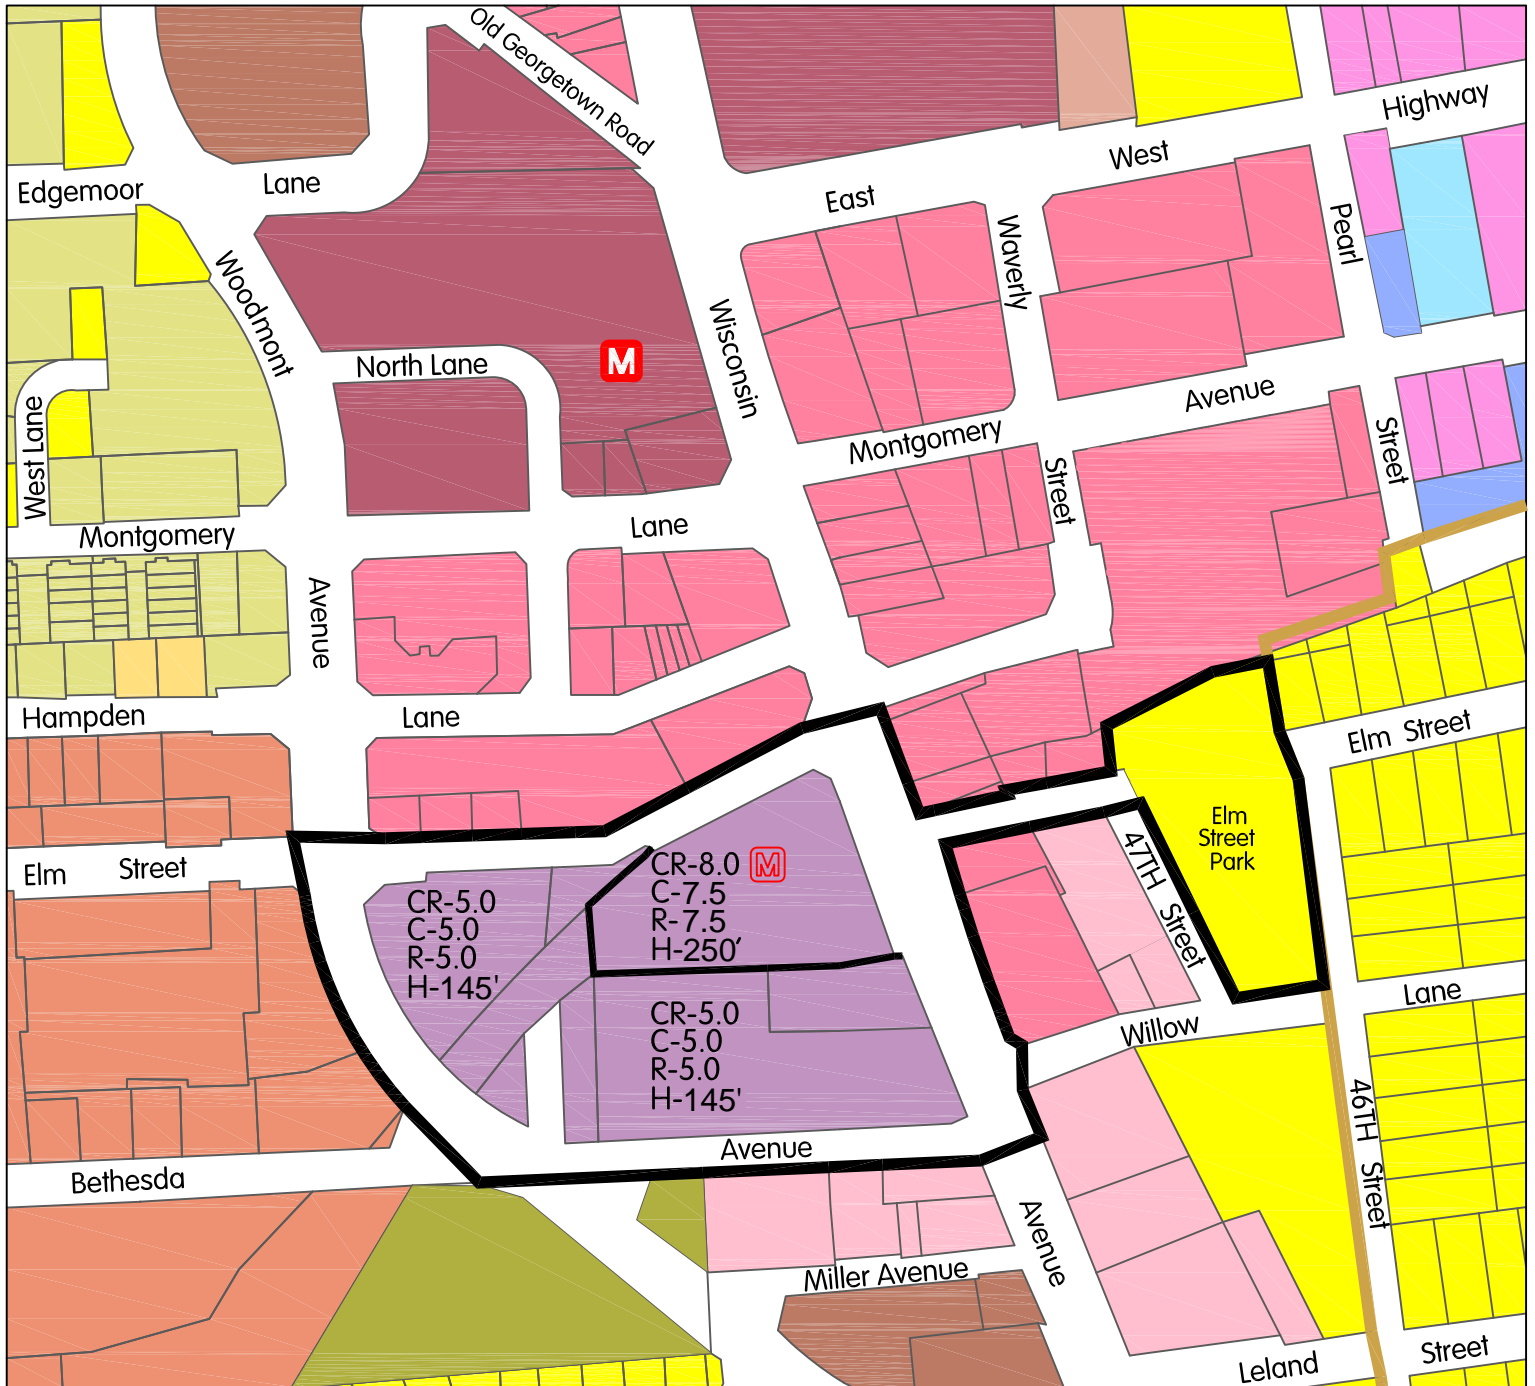 Old Georgetown Road
Highway
West
Edgemoor
Lane
East
Waverly
Pearl
Woodmont
Wisconsin
M
North Lane
Avenue
West Lane
Montgomery
Street
Street
Lane
Montgomery
Avenue
Hampden
Lane
Elm Street
Elm
Street
Park
47TH Street
Elm Street
CR-8.0 M
C-7.5
R-7.5
H-250'
CR-5.0
C-5.0
R-5.0
H-145'
CR-5.0
C-5.0
R-5.0
H-145'
Lane
Willow
46TH Street
Avenue
Bethesda
Avenue
Miller Avenue
Leland
Street